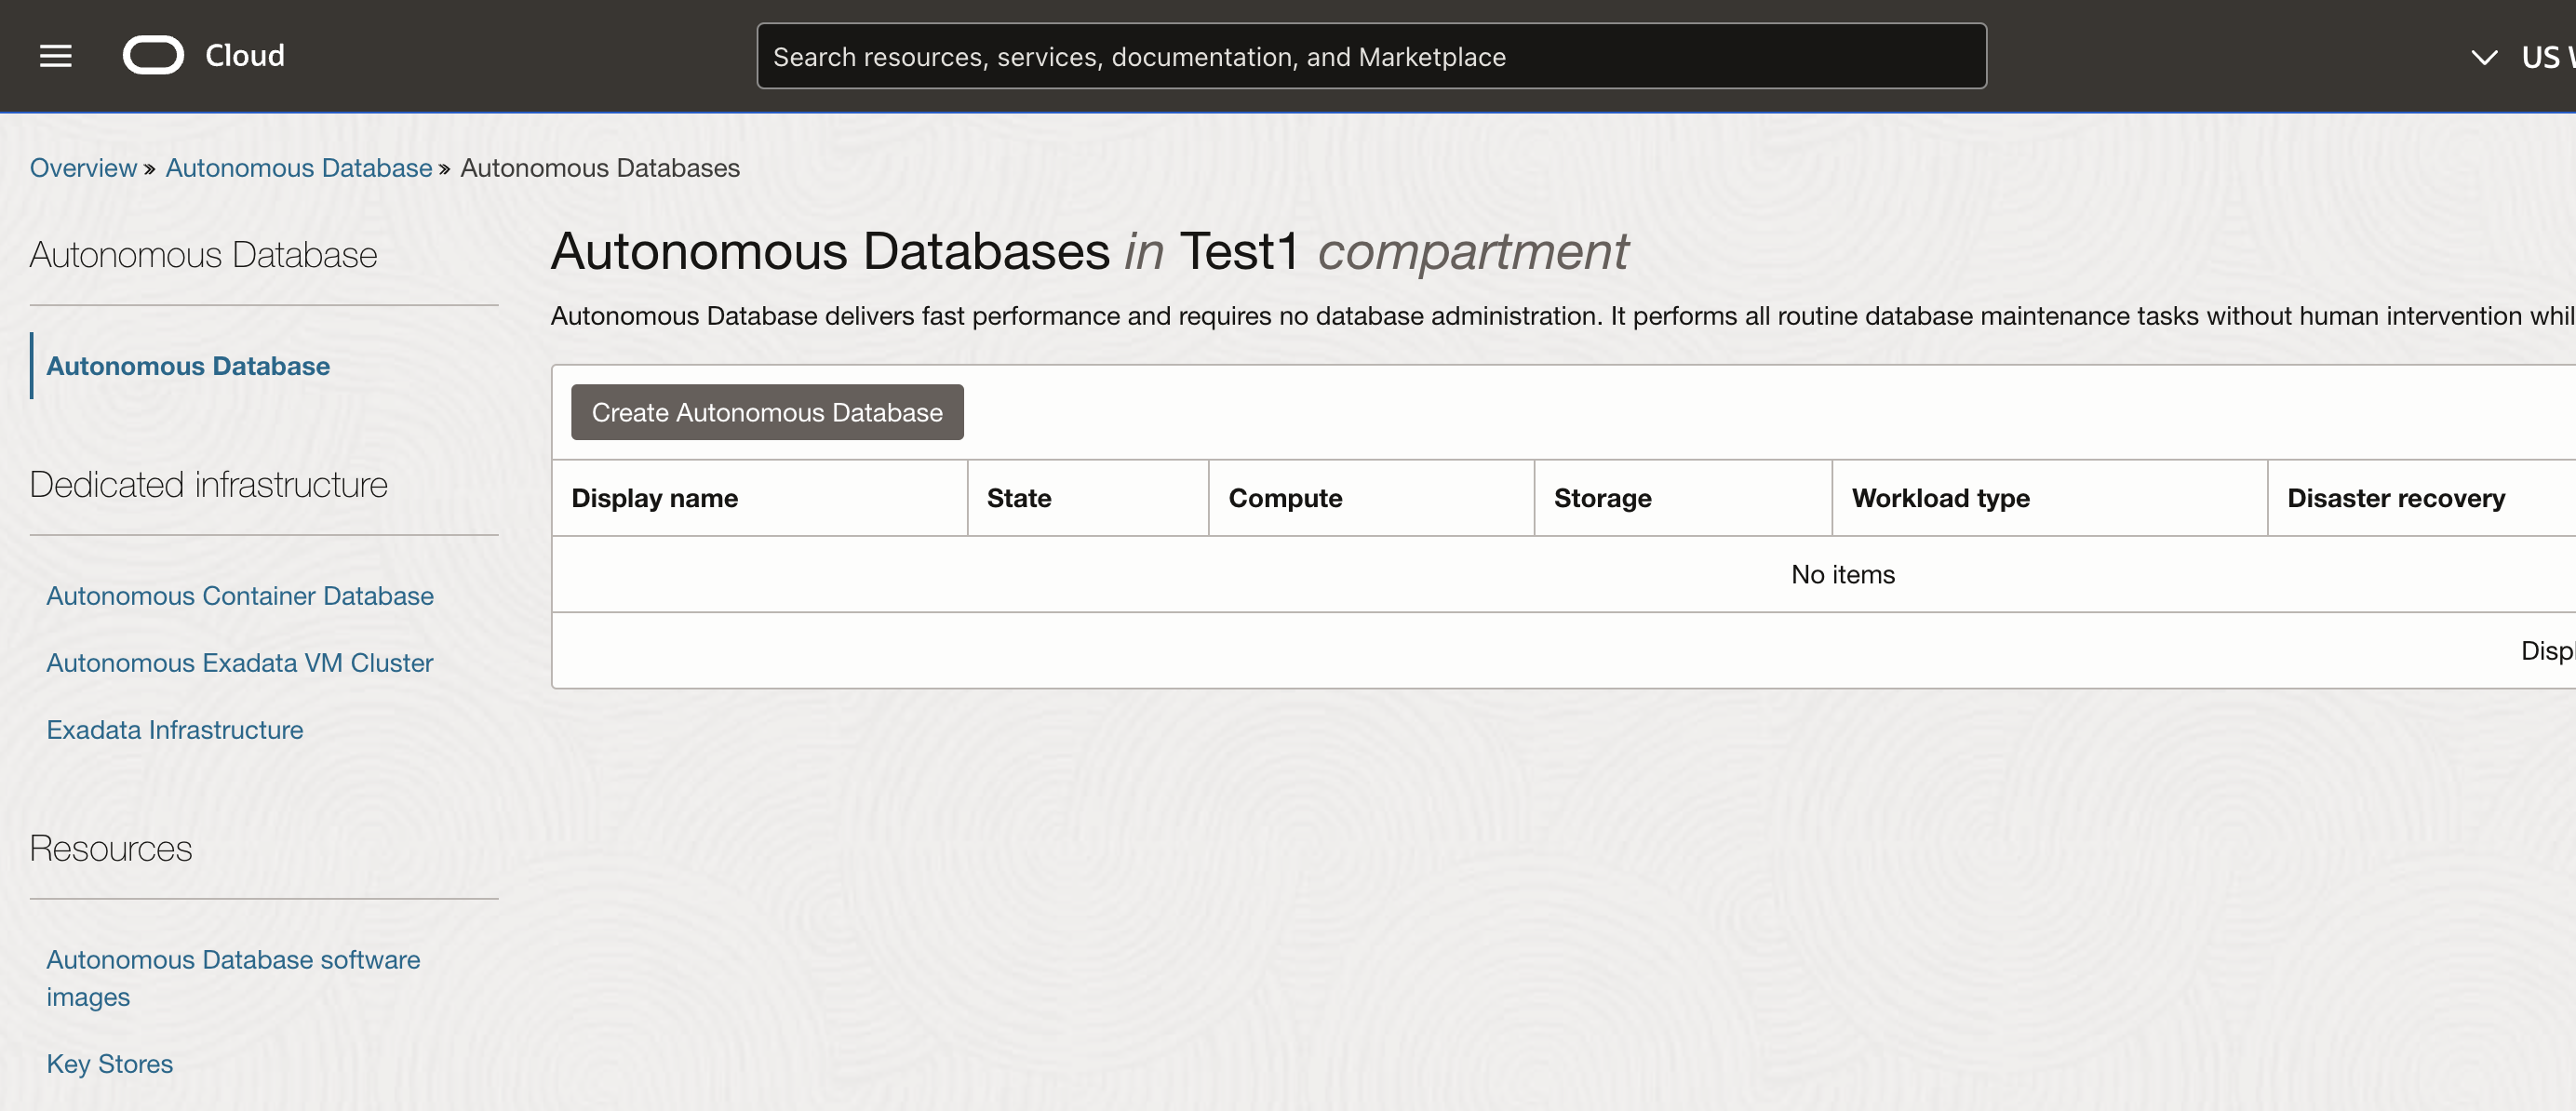 Cloud
Search resources, services, documentation, and Marketplace
US
Overview » Autonomous Database » Autonomous Databases
Autonomous Database
Autonomous Database
Dedicated infrastructure
Autonomous Container Database
Autonomous Exadata VM Cluster
Exadata Infrastructure
Resources
Autonomous Database software
images
Key Stores
Autonomous Databases in Test1 compartment
Autonomous Database delivers fast performance and requires no database administration. It performs all routine database maintenance tasks without human intervention
Create Autonomous Database
Display name State Compute Storage Workload type Disaster recovery
No items